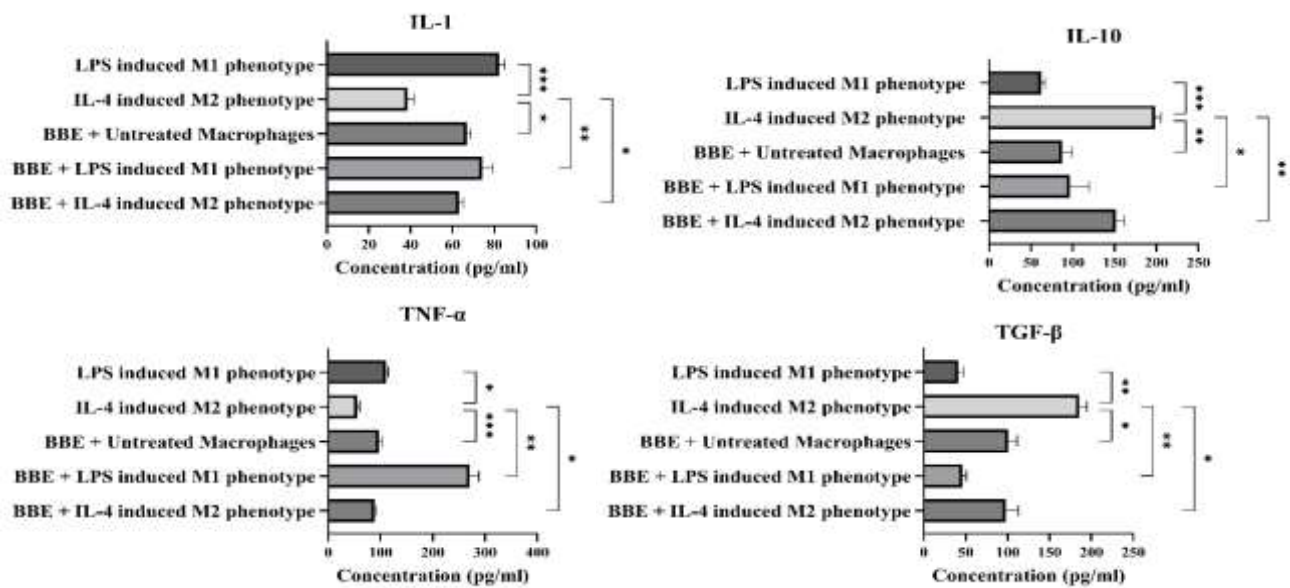 IL-1
LPS induced M1 phenotype
IL-4 induced M2 phenotype
BBE + Untreated Macrophages
BBE + LPS induced M1 phenotype
BBE + IL-4 induced M2 phenotype
***
*
**
*
0 20 40 60 80 100
Concentration (pg/ml)
IL-10
LPS induced M1 phenotype
IL-4 induced M2 phenotype
BBE + Untreated Macrophages
BBE + LPS induced M1 phenotype
BBE + IL-4 induced M2 phenotype
***
**
*
**
0 50 100 150 200 250
Concentration (pg/ml)
TNF-α
LPS induced M1 phenotype
IL-4 induced M2 phenotype
BBE + Untreated Macrophages
BBE + LPS induced M1 phenotype
BBE + IL-4 induced M2 phenotype
*
***
**
*
0 100 200 300 400
Concentration (pg/ml)
TGF-β
LPS induced M1 phenotype
IL-4 induced M2 phenotype
BBE + Untreated Macrophages
BBE + LPS induced M1 phenotype
BBE + IL-4 induced M2 phenotype
**
*
**
*
0 50 100 150 200 250
Concentration (pg/ml)